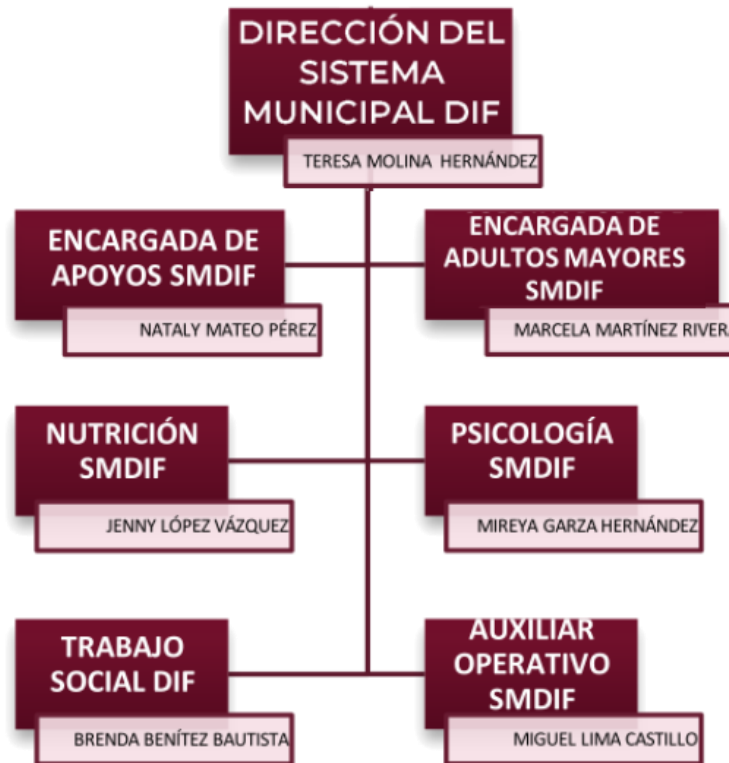 DIRECCIÓN DEL
SISTEMA
MUNICIPAL DIF
TERESA MOLINA HERNÁNDEZ
ENCARGADA DE
APOYOS SMDIF
NATALY MATEO PÉREZ
ENCARGADA DE
ADULTOS MAYORES
SMDIF
MARCELA MARTÍNEZ RIVERA
NUTRICIÓN
SMDIF
JENNY LÓPEZ VÁZQUEZ
PSICOLOGÍA
SMDIF
MIREYA GARZA HERNÁNDEZ
TRABAJO
SOCIAL DIF
BRENDA BENÍTEZ BAUTISTA
AUXILIAR
OPERATIVO
SMDIF
MIGUEL LIMA CASTILLO